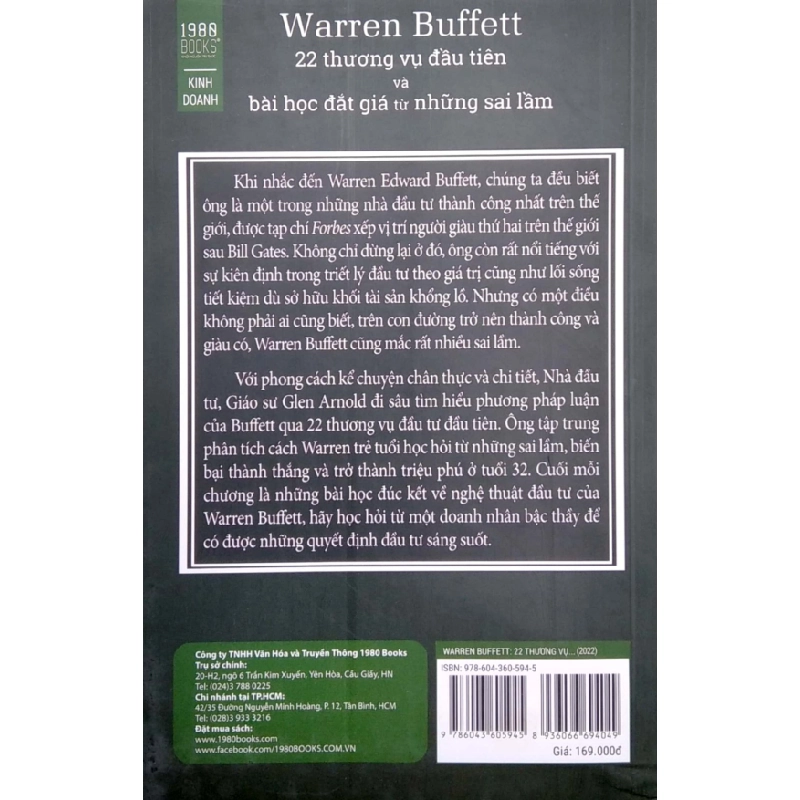 1980
BOOKS
KINH
DOANH
Warren Buffett
22 thương vụ đầu tiên
và
bài học đắt giá từ những sai lầm
Khi nhắc đến Warren Edward Buffett, chúng ta đều biết
ông là một trong những nhà đầu tư thành công nhất trên thế
giới, được tạp chí Forbes xếp vị trí người giàu thứ hai trên thế giới
sau Bill Gates. Không chỉ dừng lại ở đó, ông còn rất nổi tiếng với
sự kiên định trong triết lý đầu tư theo giá trị cũng như lối sống
tiết kiệm dù sở hữu khối tài sản khổng lồ. Nhưng có một điều
không phải ai cũng biết, trên con đường trở nên thành công và
giàu có, Warren Buffett cũng mắc rất nhiều sai lầm.
Với phong cách kể chuyện chân thực và chi tiết, Nhà đầu
tư, Giáo sư Glen Arnold đi sâu tìm hiểu phương pháp luận
của Buffett qua 22 thương vụ đầu tư đầu tiên. Ông tập trung
phân tích cách Warren trẻ tuổi học hỏi từ những sai lầm, biến
bại thành thắng và trở thành triệu phú ở tuổi 32. Cuối mỗi
chương là những bài học đúc kết về nghệ thuật đầu tư của
Warren Buffett, hãy học hỏi từ một doanh nhân bậc thầy để
có được những quyết định đầu tư sáng suốt.
Công ty TNHH Văn Hóa và Truyền Thông 1980 Books
Trụ sở chính:
20-H2, ngõ 6 Trần Kim Xuyến, Yên Hòa, Cầu Giấy, HN
Tel: (024)3 788 0225
Chi nhánh tại TP.HCM:
42/35 Đường Nguyễn Minh Hoàng, P. 12, Tân Bình, HCM
Tel: (028)3 933 3216
Đặt mua sách:
www.1980books.com
www.facebook.com/1980BOOKS.COM.VN
WARREN BUFFETT: 22 THƯƠNG VỤ... (2022)
ISBN: 978-604-360-594-5
9 786043 605945
8 936066 694049
Giá: 169.000đ